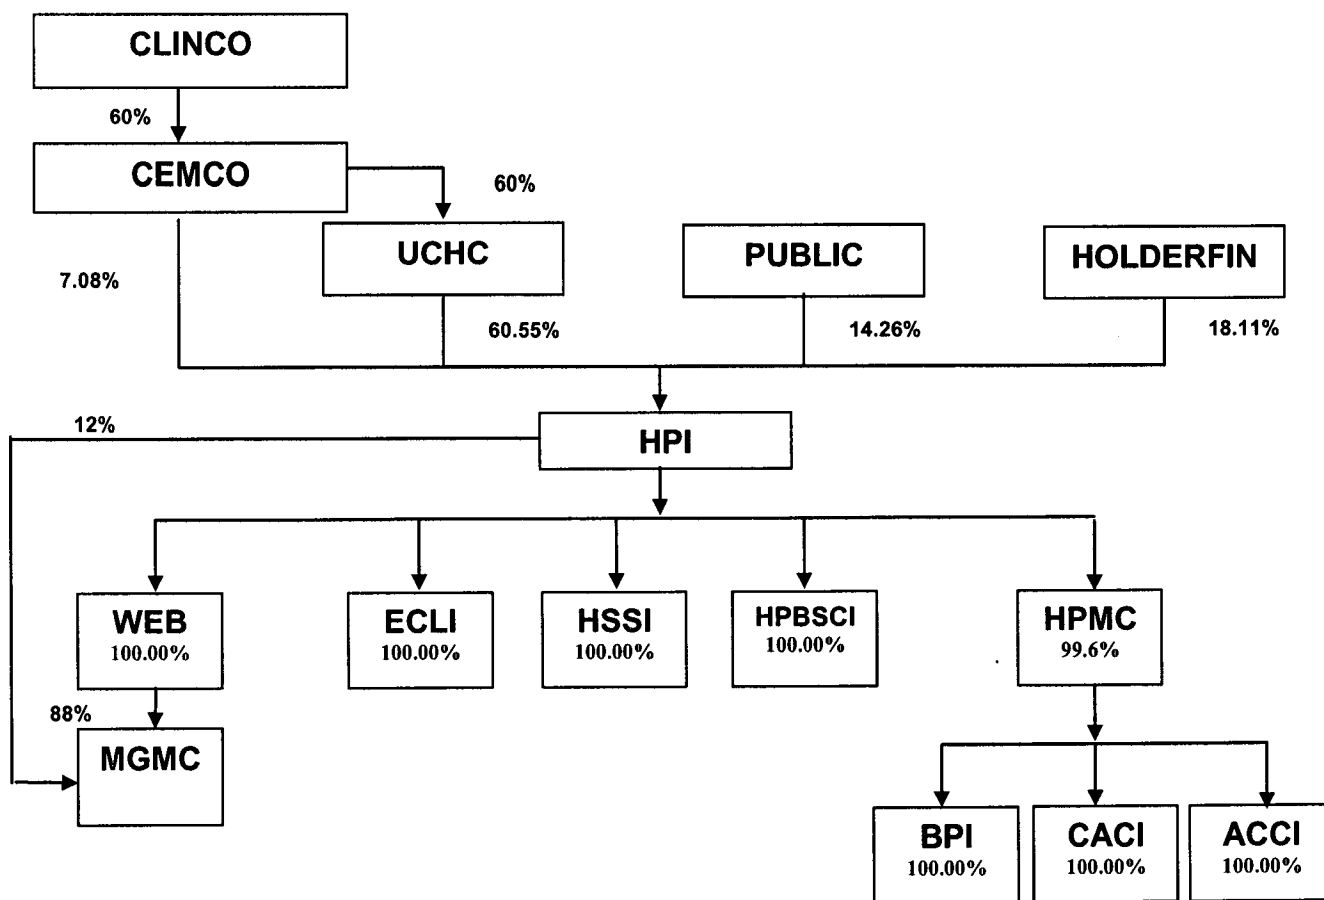 CLINCO
60%
CEMCO
60%
UCHC
PUBLIC
HOLDERFIN
7.08%
60.55%
14.26%
18.11%
12%
HPI
WEB
100.00%
ECLI
100.00%
HSSI
100.00%
HPBSCI
100.00%
HPMC
99.6%
88%
MGMC
BPI
100.00%
CACI
100.00%
ACCI
100.00%